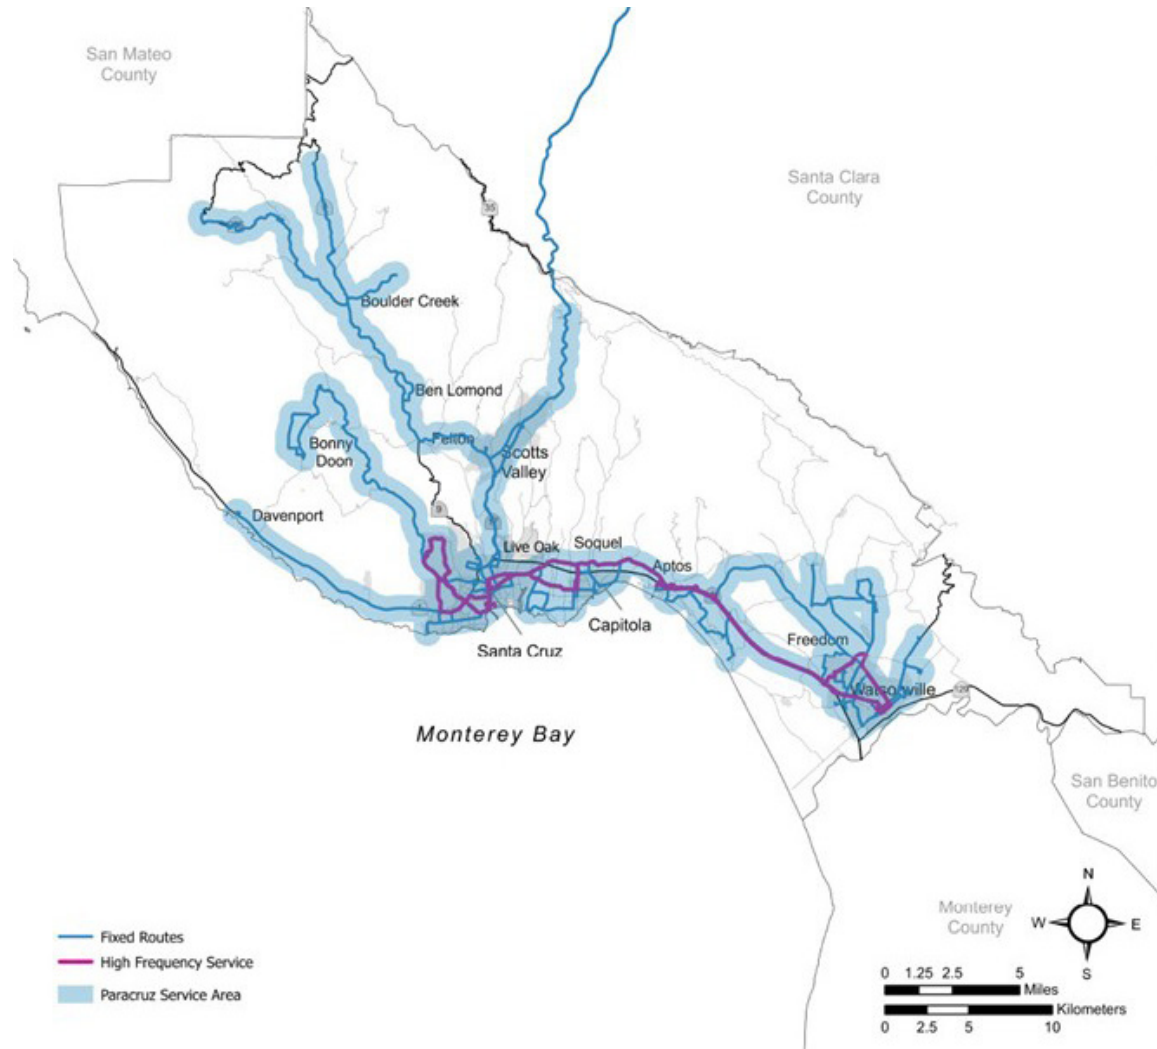 San Mateo
County
Santa Clara
County
35
Boulder Creek
Ben Lomond
Felton
Scotts
Valley
Bonny
Doon
9
Davenport
Live Oak
Soquel
Aptos
Capitola
Santa Cruz
Freedom
Watsonville
129
Monterey Bay
San Benito
County
Monterey
County
N
W
E
S
Fixed Routes
High Frequency Service
Paracruz Service Area
0 1.25 2.5 5
Miles
Kilometers
0 2.5 5 10